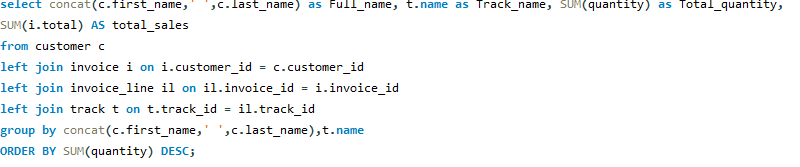 select concat(c.first_name,' ',c.last_name) as Full_name, t.name as Track_name, SUM(quantity) as Total_quantity,
SUM(i.total) AS total_sales
from customer c
left join invoice i on i.customer_id = c.customer_id
left join invoice_line il on il.invoice_id = i.invoice_id
left join track t on t.track_id = il.track_id
group by concat(c.first_name,' ',c.last_name),t.name
ORDER BY SUM(quantity) DESC;